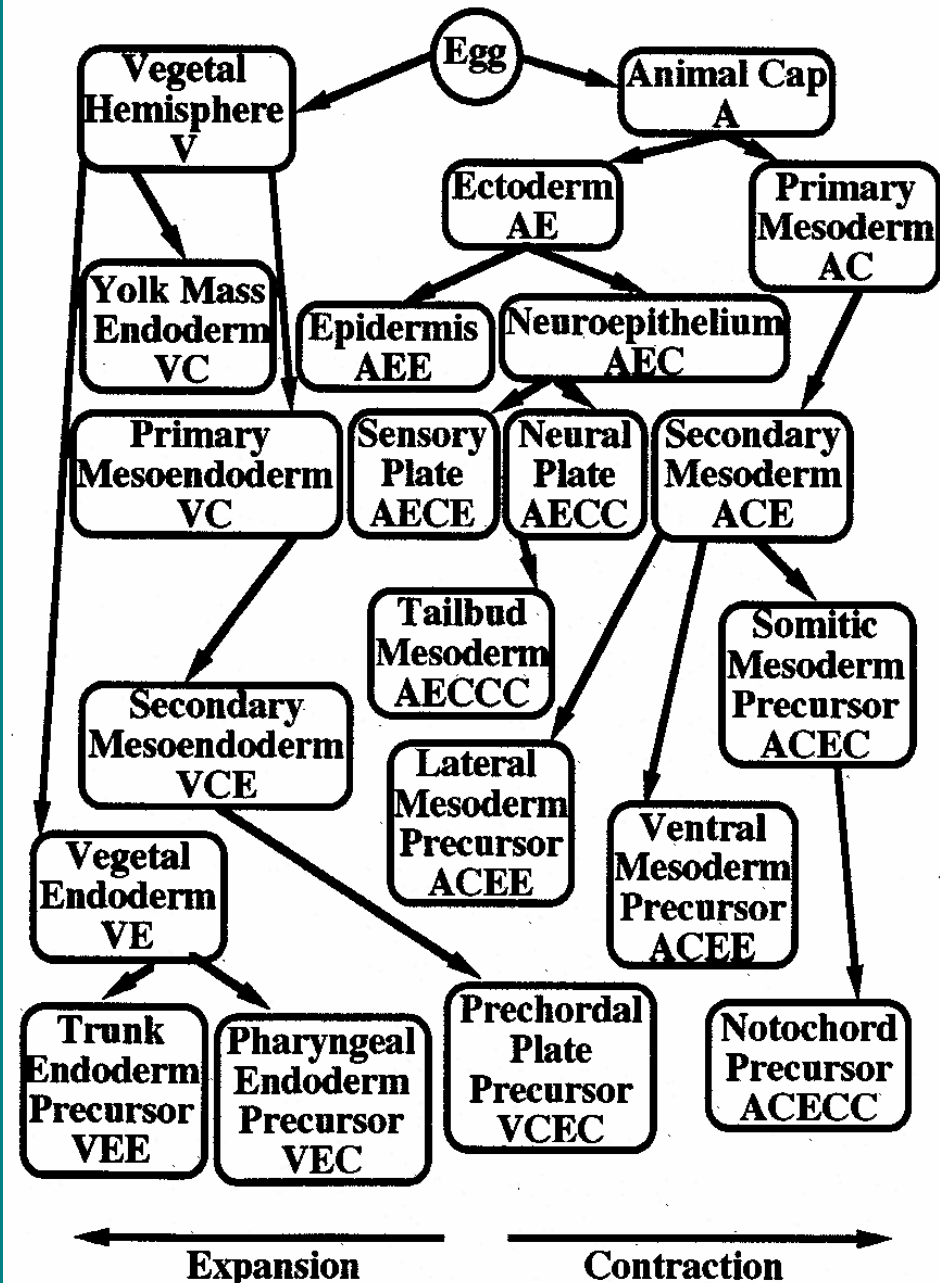 Egg
Vegetal
Hemisphere
V
Animal Cap
A
Ectoderm
AE
Primary
Mesoderm
AC
Yolk Mass
Endoderm
VC
Epidermis
AEE
Neuroepithelium
AEC
Primary
Mesoendoderm
VC
Sensory
Plate
AECE
Neural
Plate
AECC
Secondary
Mesoderm
ACE
Tailbud
Mesoderm
AECCC
Somitic
Mesoderm
Precursor
ACEC
Secondary
Mesoendoderm
VCE
Lateral
Mesoderm
Precursor
ACEE
Ventral
Mesoderm
Precursor
ACEE
Vegetal
Endoderm
VE
Trunk
Endoderm
Precursor
VEE
Pharyngeal
Endoderm
Precursor
VEC
Prechordal
Plate
Precursor
VCEC
Notochord
Precursor
ACECC
Expansion
Contraction